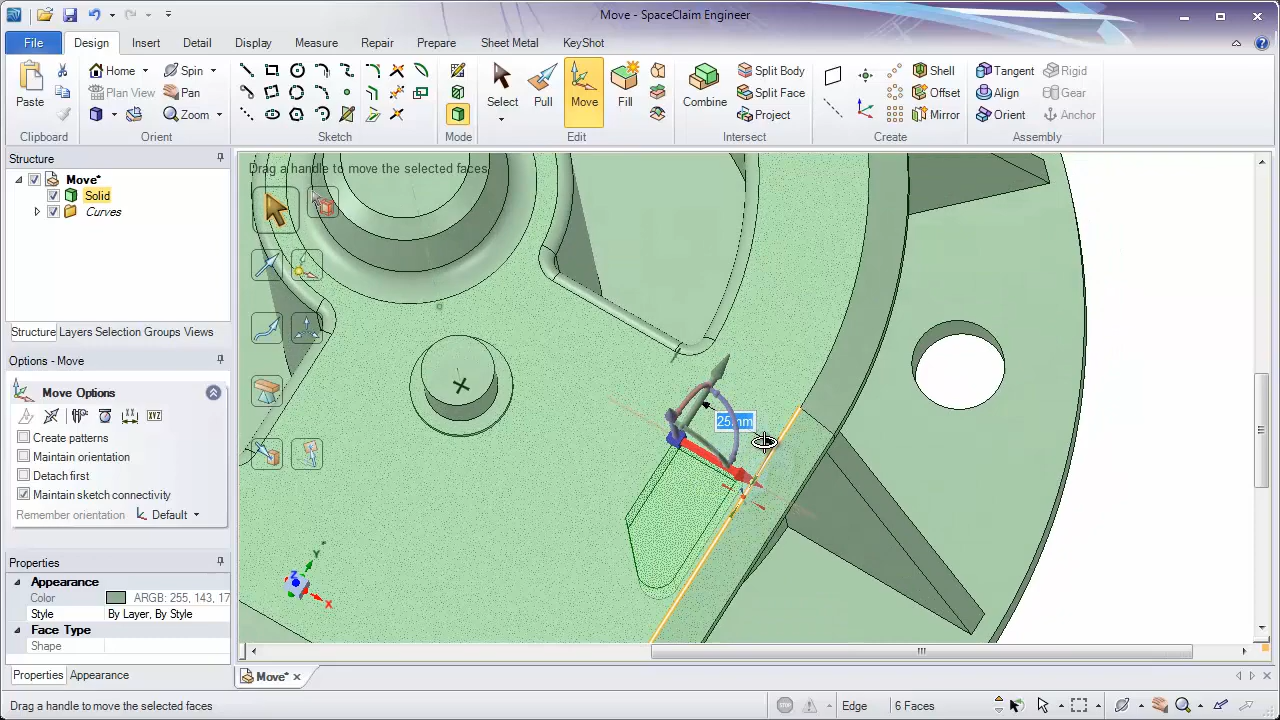 Move - SpaceClaim Engineer
File Design Insert Detail Display Measure Repair Prepare Sheet Metal KeyShot
Home Spin Split Body Shell Tangent Rigid
Paste Plan View Pan Select Pull Move Fill Combine Split Face Offset Align Gear
Zoom Project Mirror Orient Anchor
Clipboard Orient Sketch Mode Edit Intersect Create Assembly
Structure
Move*
Solid
Curves
Structure Layers Selection Groups Views
Options - Move
Move Options
XYZ
Create patterns
Maintain orientation
Detach first
Maintain sketch connectivity
Remember orientation Default
Properties
Appearance
Color ARGB: 255, 143, 17
Style By Layer, By Style
Face Type
Shape
Properties Appearance
Drag a handle to move the selected faces
25mm
Y
Z
X
Move*
Drag a handle to move the selected faces Edge 6 Faces